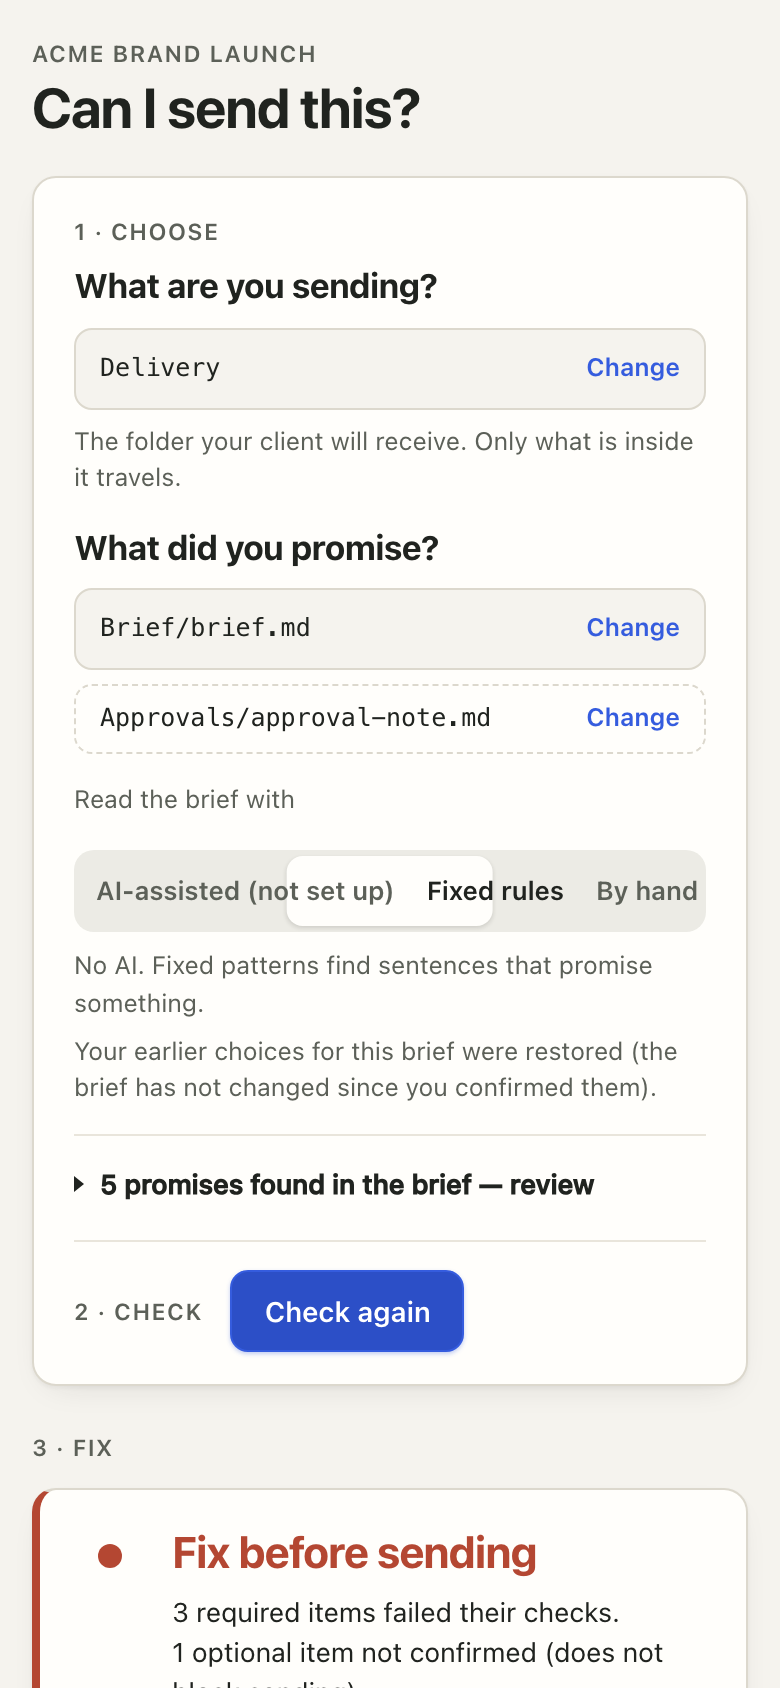 ACME BRAND LAUNCH
Can I send this?
1 · CHOOSE
What are you sending?
Delivery Change
The folder your client will receive. Only what is inside
it travels.
What did you promise?
Brief/brief.md Change
Approvals/approval-note.md Change
Read the brief with
AI-assisted (not set up) Fixed rules By hand
No AI. Fixed patterns find sentences that promise
something.
Your earlier choices for this brief were restored (the
brief has not changed since you confirmed them).
5 promises found in the brief — review
2 · CHECK Check again
3 · FIX
Fix before sending
3 required items failed their checks.
1 optional item not confirmed (does not